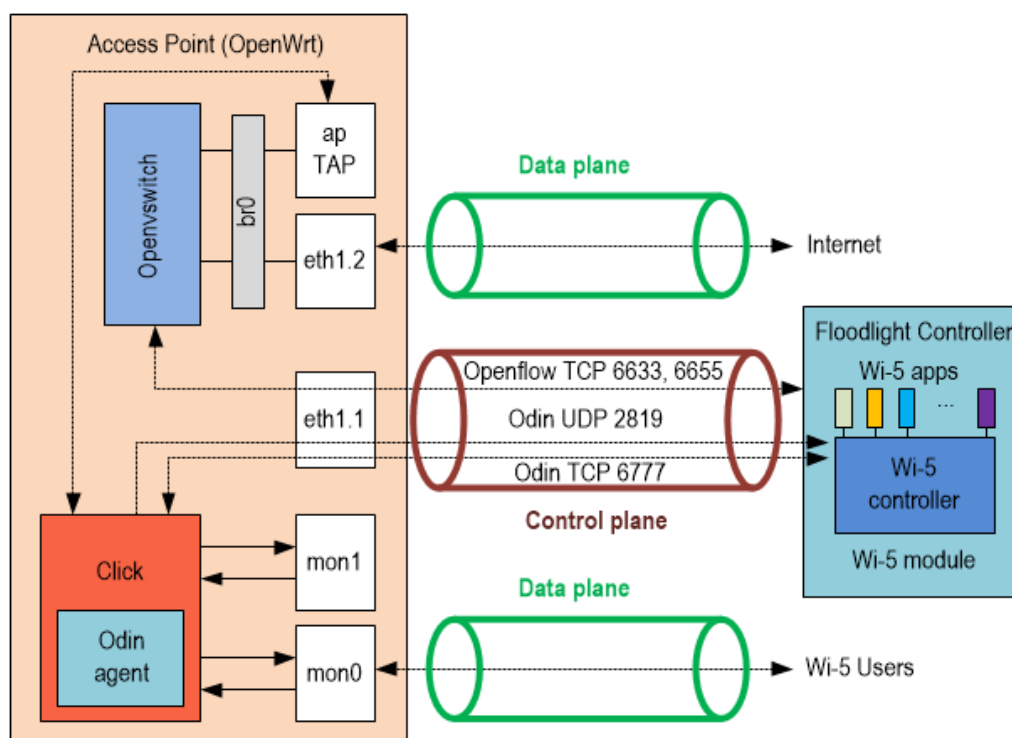 Access Point (OpenWrt)
Openvswitch
br0
ap
TAP
eth1.2
Data plane
Internet
Floodlight Controller
Wi-5 apps
...
Openflow TCP 6633, 6655
eth1.1
Odin UDP 2819
Odin TCP 6777
Wi-5
controller
Control plane
Wi-5 module
Click
mon1
Data plane
Odin
agent
mon0
Wi-5 Users